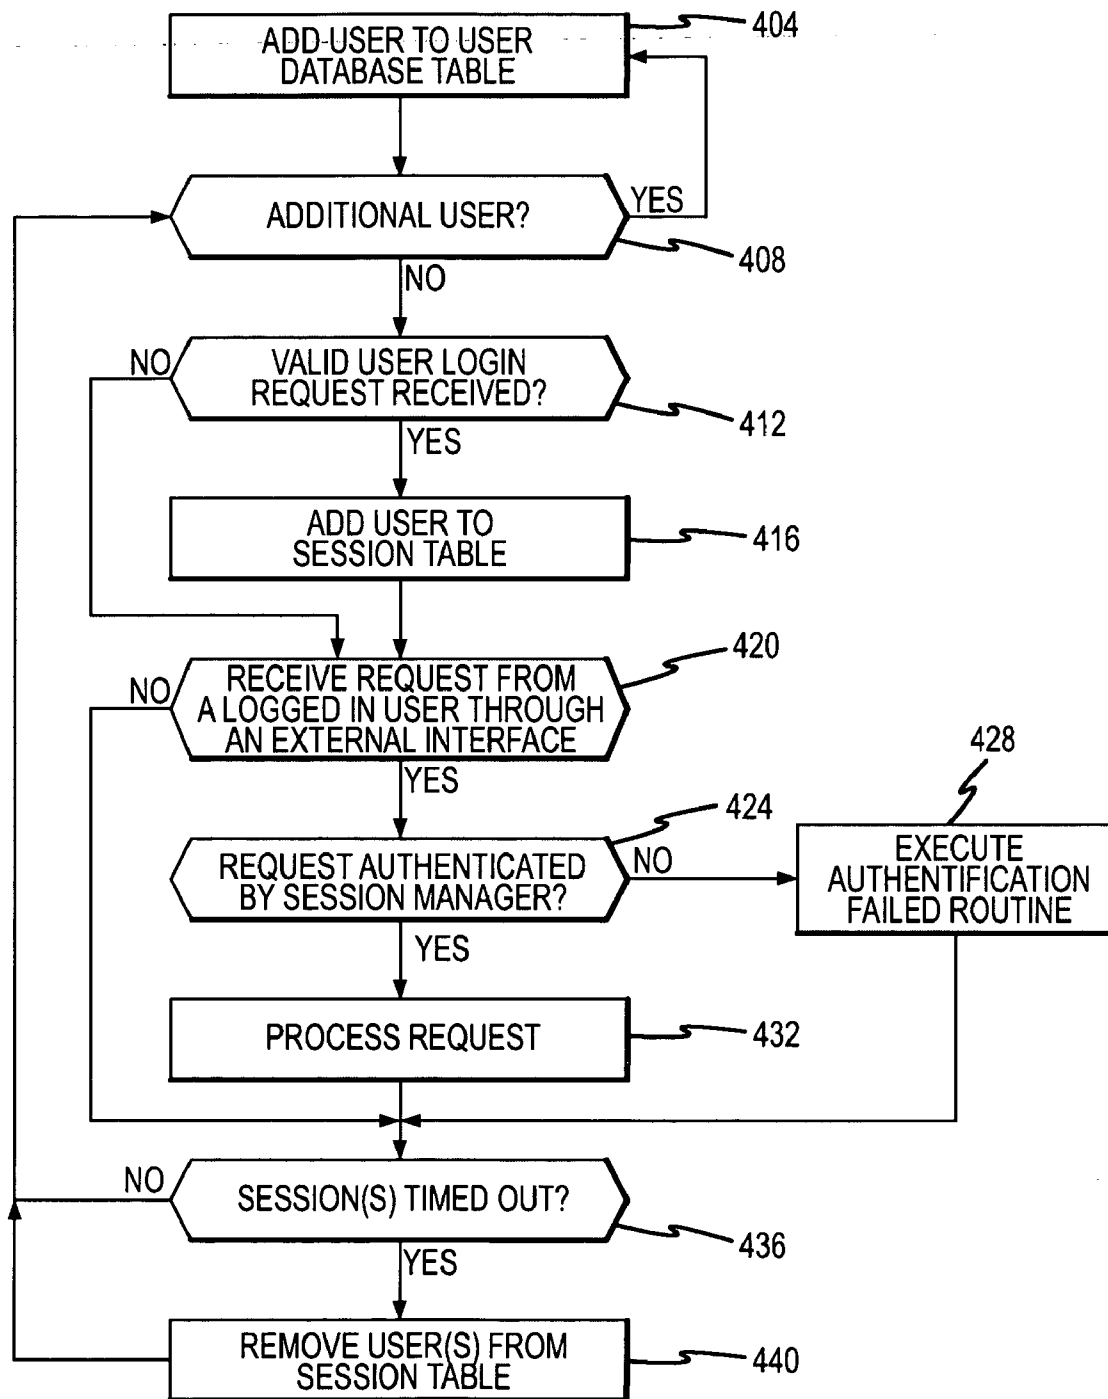 ADD USER TO USER
DATABASE TABLE
404
ADDITIONAL USER?
YES
408
NO
NO
VALID USER LOGIN
REQUEST RECEIVED?
412
YES
ADD USER TO
SESSION TABLE
416
420
NO
RECEIVE REQUEST FROM
A LOGGED IN USER THROUGH
AN EXTERNAL INTERFACE
YES
424
428
REQUEST AUTHENTICATED
BY SESSION MANAGER?
NO
EXECUTE
AUTHENTIFICATION
FAILED ROUTINE
YES
PROCESS REQUEST
432
NO
SESSION(S) TIMED OUT?
436
YES
REMOVE USER(S) FROM
SESSION TABLE
440